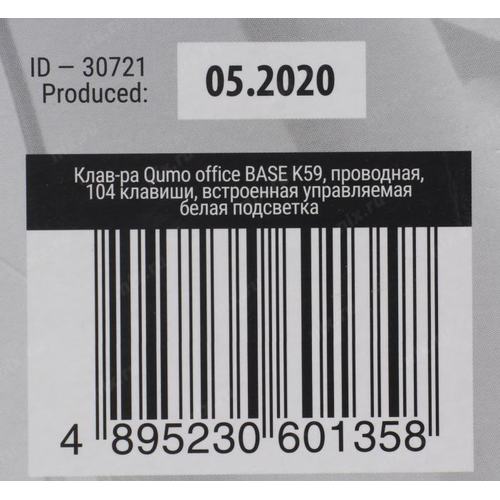 ID — 30721
Produced:
05.2020
Клав-ра Qumo office BASE K59, проводная,
104 клавиши, встроенная управляемая
белая подсветка
4 895230 601358